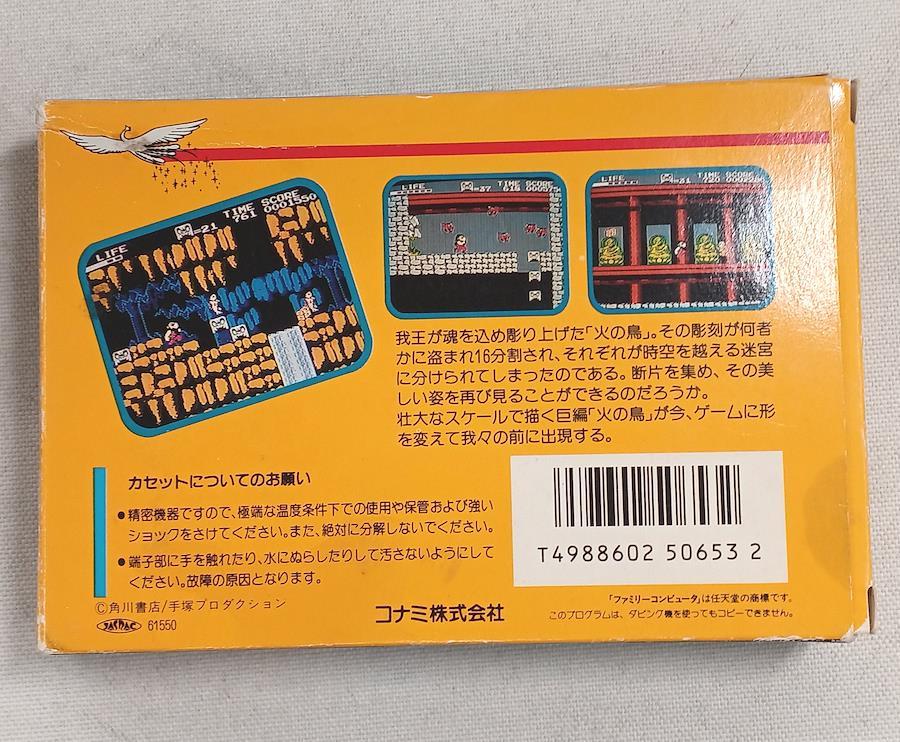 LIFE
TIME SCORE
=21 761 0001550
LIFE
TIME SCORE
LIFE
TIME SCORE
我王が魂を込め彫り上げた「火の鳥」。その彫刻が何者
かに盗まれ16分割され、それぞれが時空を越える迷宮
に分けられてしまったのである。断片を集め、その美
しい姿を再び見ることができるのだろうか。
壮大なスケールで描く巨編「火の鳥」が今、ゲームに形
を変えて我々の前に出現する。
カセットについてのお願い
●精密機器ですので、極端な温度条件下での使用や保管および強い
ショックをさけてください。また、絶対に分解しないでください。
●端子部に手を触れたり、水にぬらしたりして汚さないようにして
ください。故障の原因となります。
T4988602 50653 2
©角川書店/手塚プロダクション
JASRAC 61550
コナミ株式会社
「ファミリーコンピュータ」は任天堂の商標です。
このプログラムは、ダビング機を使ってもコピーできません。